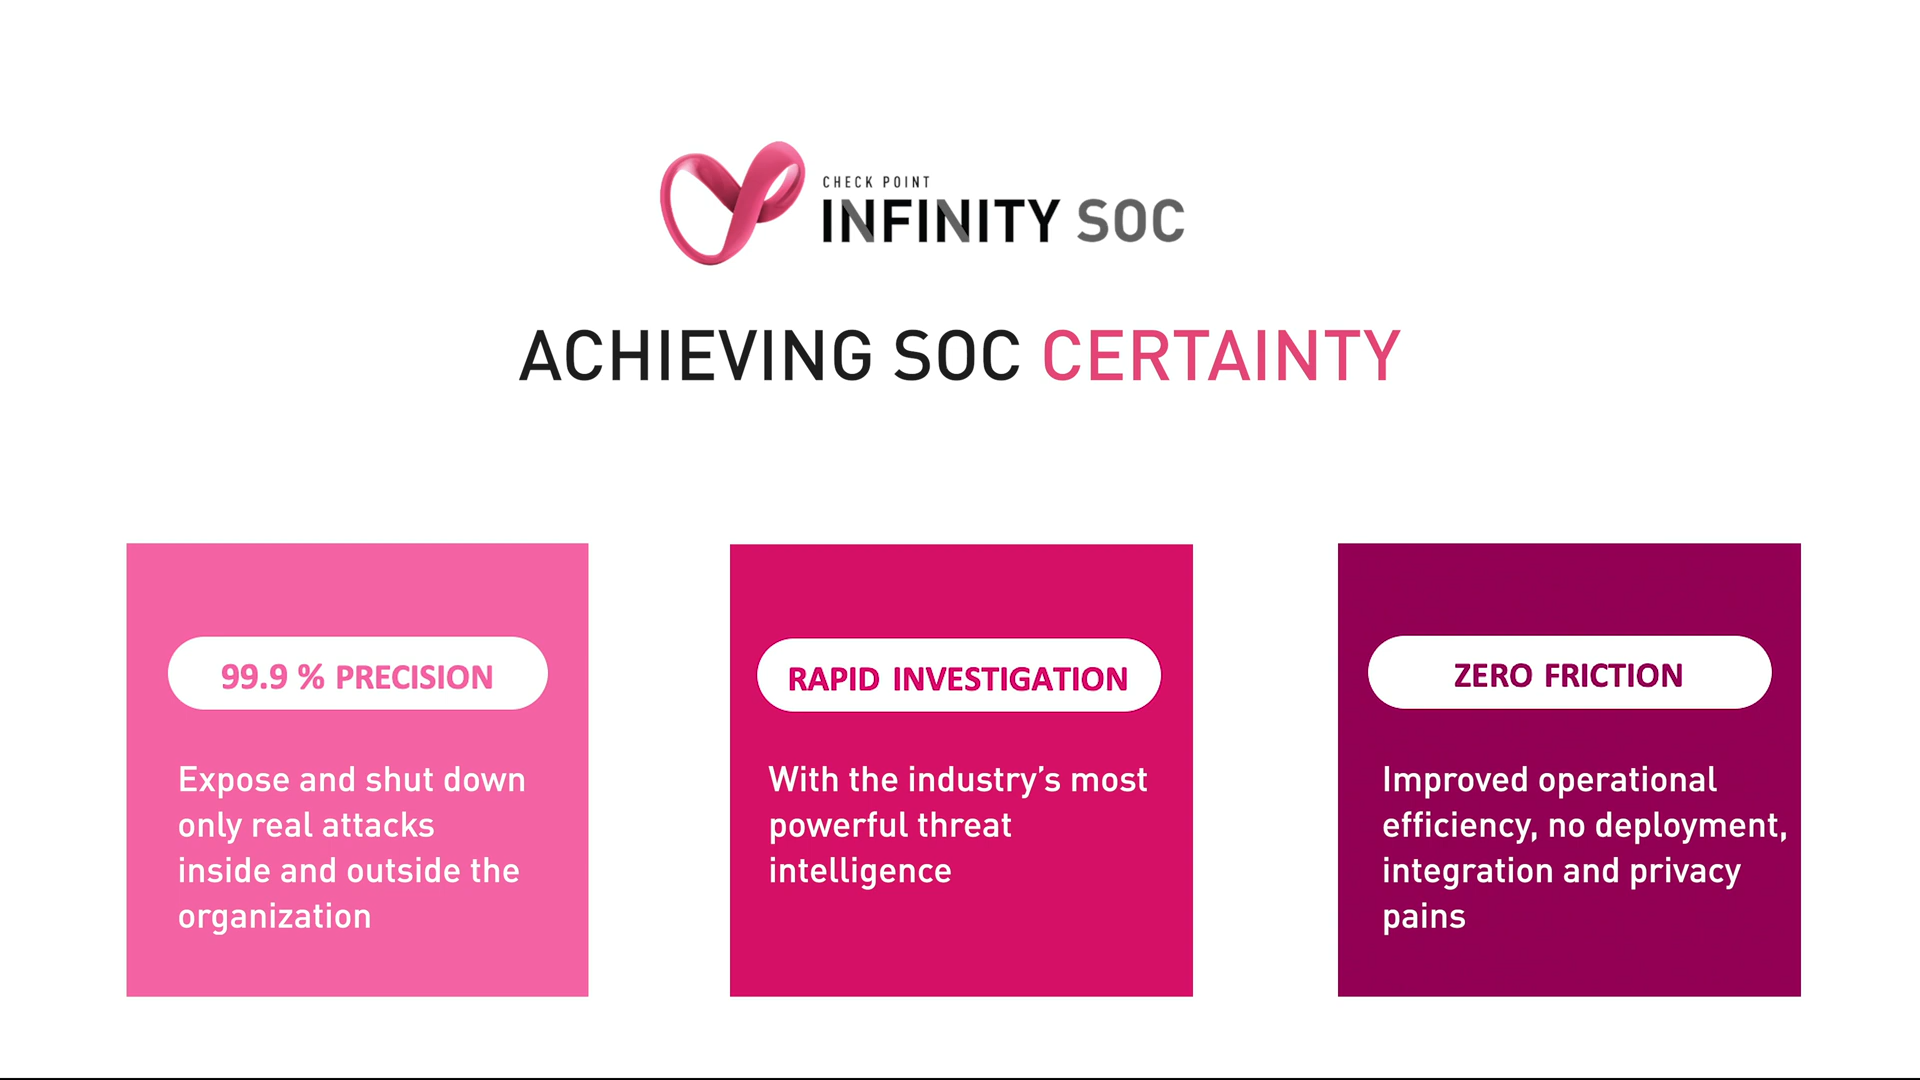 CHECK POINT
INFINITY SOC
ACHIEVING SOC CERTAINTY
99.9 % PRECISION
Expose and shut down
only real attacks
inside and outside the
organization
RAPID INVESTIGATION
With the industry’s most
powerful threat
intelligence
ZERO FRICTION
Improved operational
efficiency, no deployment,
integration and privacy
pains